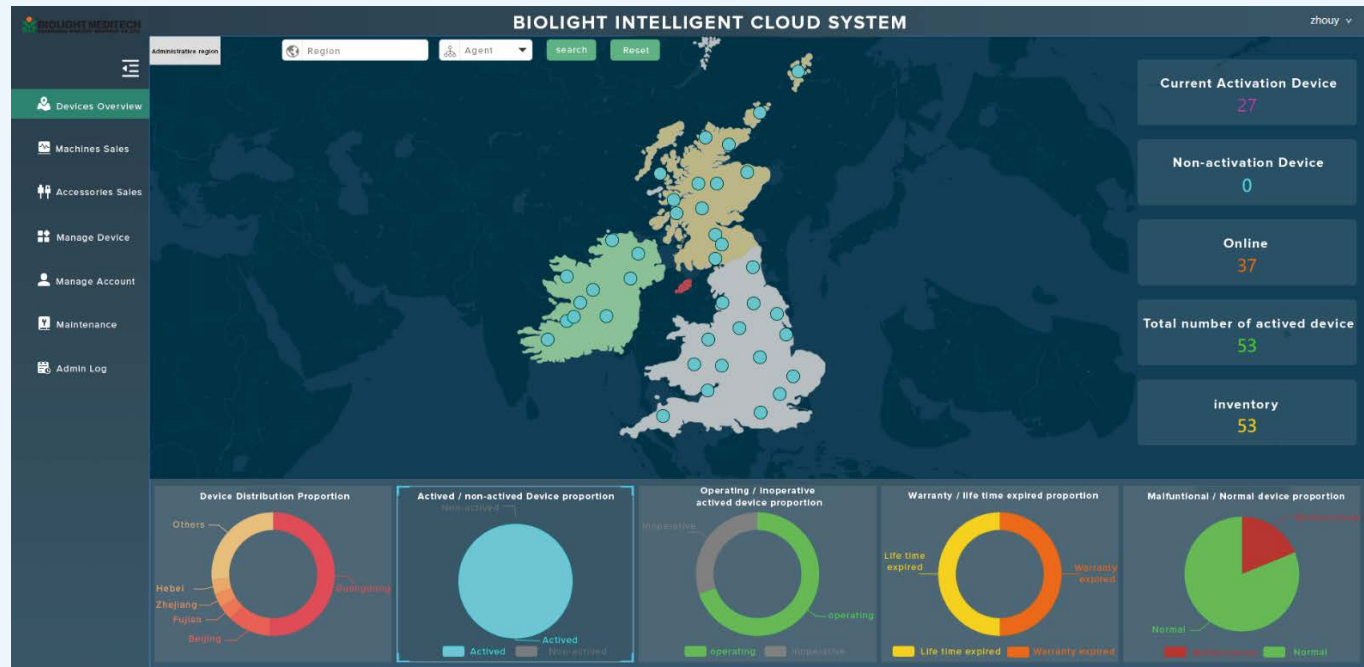 BIOLIGHT MEDITECH
BIOLIGHT INTELLIGENT CLOUD SYSTEM
zhouy
Administrative region
Region
Agent
search
Reset
Devices Overview
Machines Sales
Accessories Sales
Manage Device
Manage Account
Maintenance
Admin Log
Current Activation Device
27
Non-activation Device
0
Online
37
Total number of actived device
53
inventory
53
Device Distribution Proportion
Others
Hebei
Zhejiang
Fujian
Beijing
Guangdong
Actived / non-actived Device proportion
Non-actived
Actived
Actived
Non-actived
Operating / Inoperative
actived device proportion
Inoperative
operating
operating
Inoperative
Warranty / life time expired proportion
Life time
expired
Warranty
expired
Life time expired
Warranty expired
Malfuntional / Normal device proportion
Normal
Normal